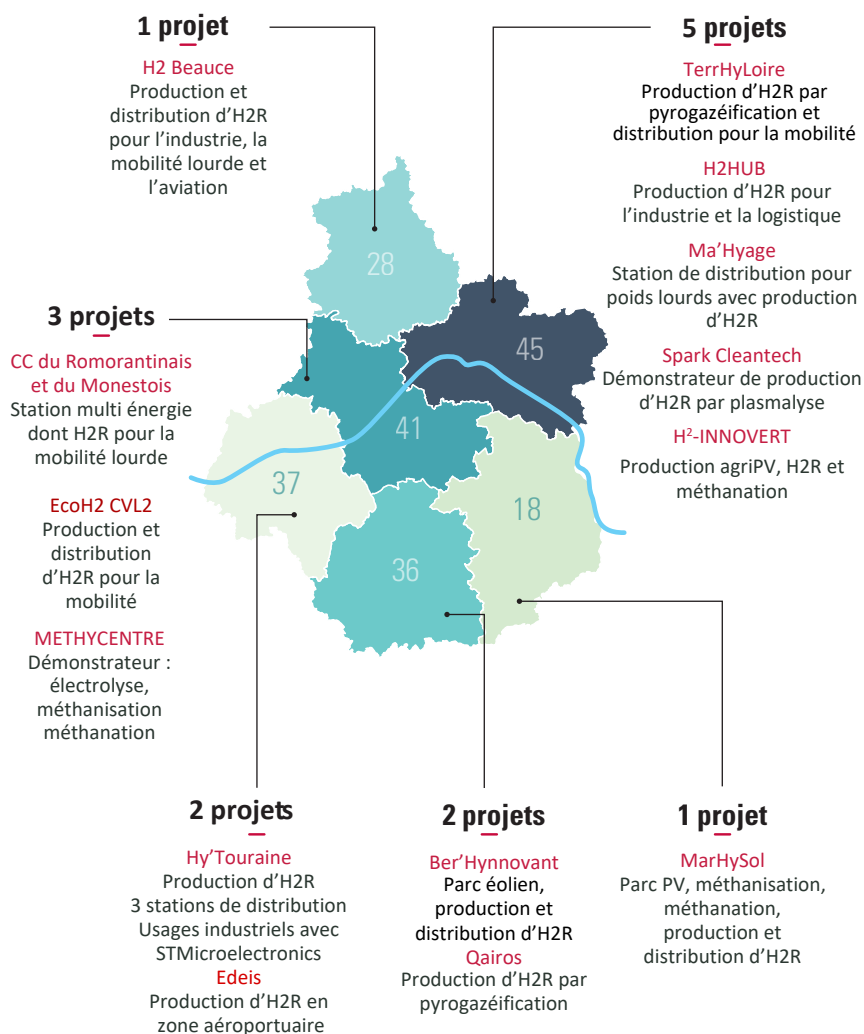 1 projet
H2 Beauce
Production et
distribution d'H2R
pour l'industrie, la
mobilité lourde et
l'aviation
5 projets
TerrHyLoire
Production d'H2R par
pyrogazéification et
distribution pour la mobilité
H2HUB
Production d'H2R pour
l'industrie et la logistique
Ma'Hyage
Station de distribution pour
poids lourds avec production
d'H2R
Spark Cleantech
Démonstrateur de production
d'H2R par plasmalyse
H²-INNOVERT
Production agriPV, H2R et
méthanation
3 projets
CC du Romorantinais
et du Monestois
Station multi énergie
dont H2R pour la
mobilité lourde
EcoH2 CVL2
Production et
distribution
d'H2R pour la
mobilité
METHYCENTRE
Démonstrateur :
électrolyse,
méthanisation
méthanation
28
45
41
37
18
36
2 projets
Hy'Touraine
Production d'H2R
3 stations de distribution
Usages industriels avec
STMicroelectronics
Edeis
Production d'H2R en
zone aéroportuaire
2 projets
Ber'Hynnovant
Parc éolien,
production et
distribution d'H2R
Qairos
Production d'H2R par
pyrogazéification
1 projet
MarHySol
Parc PV, méthanisation,
méthanation,
production et
distribution d'H2R